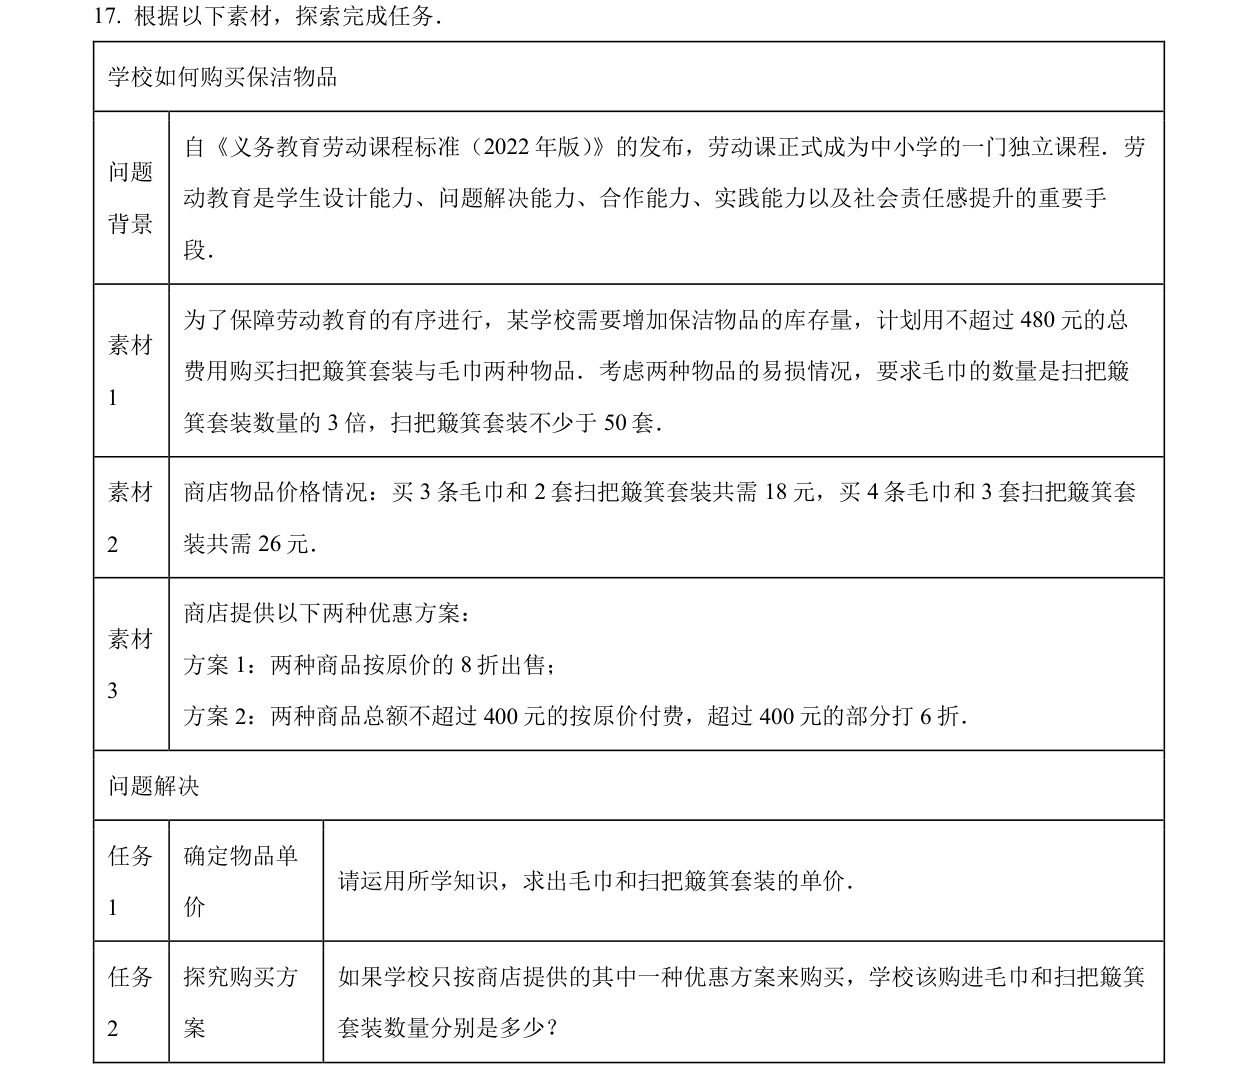 17. 根据以下素材，探索完成任务．
学校如何购买保洁物品
问题
背景
自《义务教育劳动课程标准（2022 年版）》的发布，劳动课正式成为中小学的一门独立课程．劳
动教育是学生设计能力、问题解决能力、合作能力、实践能力以及社会责任感提升的重要手
段．
素材
1
为了保障劳动教育的有序进行，某学校需要增加保洁物品的库存量，计划用不超过 480 元的总
费用购买扫把簸箕套装与毛巾两种物品．考虑两种物品的易损情况，要求毛巾的数量是扫把簸
箕套装数量的 3 倍，扫把簸箕套装不少于 50 套．
素材
2
商店物品价格情况：买 3 条毛巾和 2 套扫把簸箕套装共需 18 元，买 4 条毛巾和 3 套扫把簸箕套
装共需 26 元．
素材
3
商店提供以下两种优惠方案：
方案 1：两种商品按原价的 8 折出售；
方案 2：两种商品总额不超过 400 元的按原价付费，超过 400 元的部分打 6 折．
问题解决
任务
1
确定物品单
价
请运用所学知识，求出毛巾和扫把簸箕套装的单价．
任务
2
探究购买方
案
如果学校只按商店提供的其中一种优惠方案来购买，学校该购进毛巾和扫把簸箕
套装数量分别是多少？